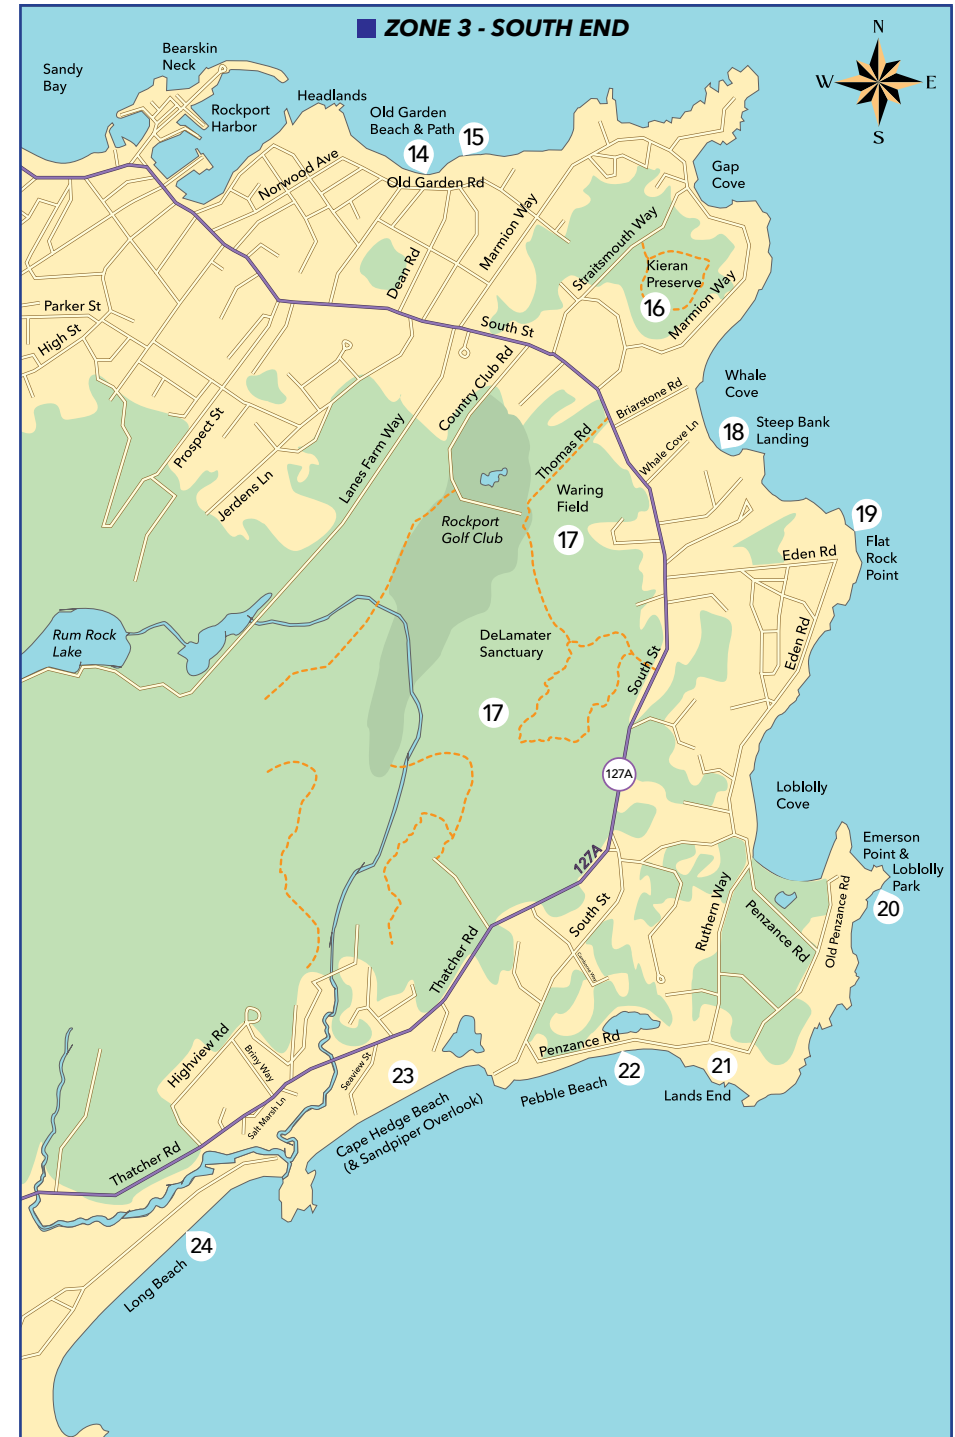 ZONE 3 - SOUTH END
N
W
E
S
Sandy
Bay
Bearskin
Neck
Rockport
Harbor
Headlands
Old Garden
Beach & Path
14
15
Norwood Ave
Old Garden Rd
Gap
Cove
Marmion Way
Straitsmouth Way
Dean Rd
Kieran
Preserve
16
Marmion Way
Parker St
High St
South St
Country Club Rd
Whale
Cove
Briarstone Rd
18
Steep Bank
Landing
Prospect St
Jerdens Ln
Lanes Farm Way
Thomas Rd
Whale Cove Ln
Waring
Field
17
Rockport
Golf Club
19
Flat
Rock
Point
Eden Rd
Eden Rd
Rum Rock
Lake
DeLamater
Sanctuary
17
South St
127A
Loblolly
Cove
127A
Emerson
Point &
Loblolly
Park
20
Ruthern Way
Penzance Rd
Old Penzance Rd
South St
Thatcher Rd
Penzance Rd
Highview Rd
Briny Way
Salt Marsh Ln
Seaview St
23
22
21
Lands End
Pebble Beach
Cape Hedge Beach
(& Sandpiper Overlook)
Thatcher Rd
24
Long Beach